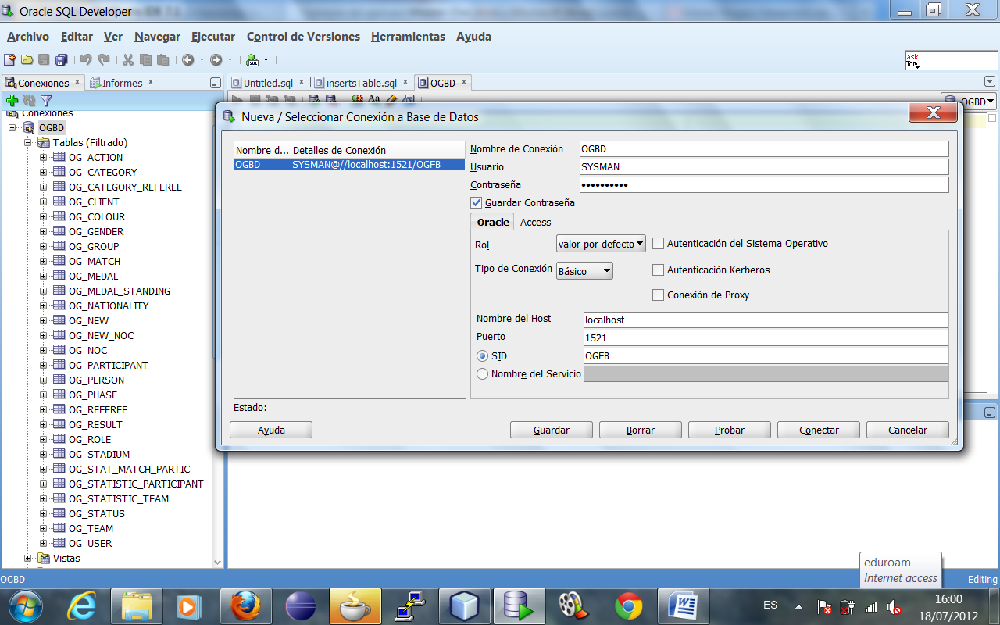 Oracle SQL Developer
Archivo Editar Ver Navegar Ejecutar Control de Versiones Herramientas Ayuda
SQL
ask
Tom
Conexiones x Informes x
Untitled.sql x insertsTable.sql x OGBD x
Aa
OGBD
Conexiones
OGBD
Tablas (Filtrado)
OG_ACTION
OG_CATEGORY
OG_CATEGORY_REFEREE
OG_CLIENT
OG_COLOUR
OG_GENDER
OG_GROUP
OG_MATCH
OG_MEDAL
OG_MEDAL_STANDING
OG_NATIONALITY
OG_NEW
OG_NEW_NOC
OG_NOC
OG_PARTICIPANT
OG_PERSON
OG_PHASE
OG_REFEREE
OG_RESULT
OG_ROLE
OG_STADIUM
OG_STAT_MATCH_PARTIC
OG_STATISTIC_PARTICIPANT
OG_STATISTIC_TEAM
OG_STATUS
OG_TEAM
OG_USER
Vistas
Nueva / Seleccionar Conexión a Base de Datos
Nombre d... Detalles de Conexión
OGBD SYSMAN@//localhost:1521/OGFB
Nombre de Conexión OGBD
Usuario SYSMAN
Contraseña ••••••••••
Guardar Contraseña
Oracle Access
Rol valor por defecto Autenticación del Sistema Operativo
Tipo de Conexión Básico Autenticación Kerberos
Conexión de Proxy
Nombre del Host localhost
Puerto 1521
SID OGFB
Nombre del Servicio
Estado:
Ayuda Guardar Borrar Probar Conectar Cancelar
eduroam
Internet access
OGBD Editing
ES 16:00
18/07/2012